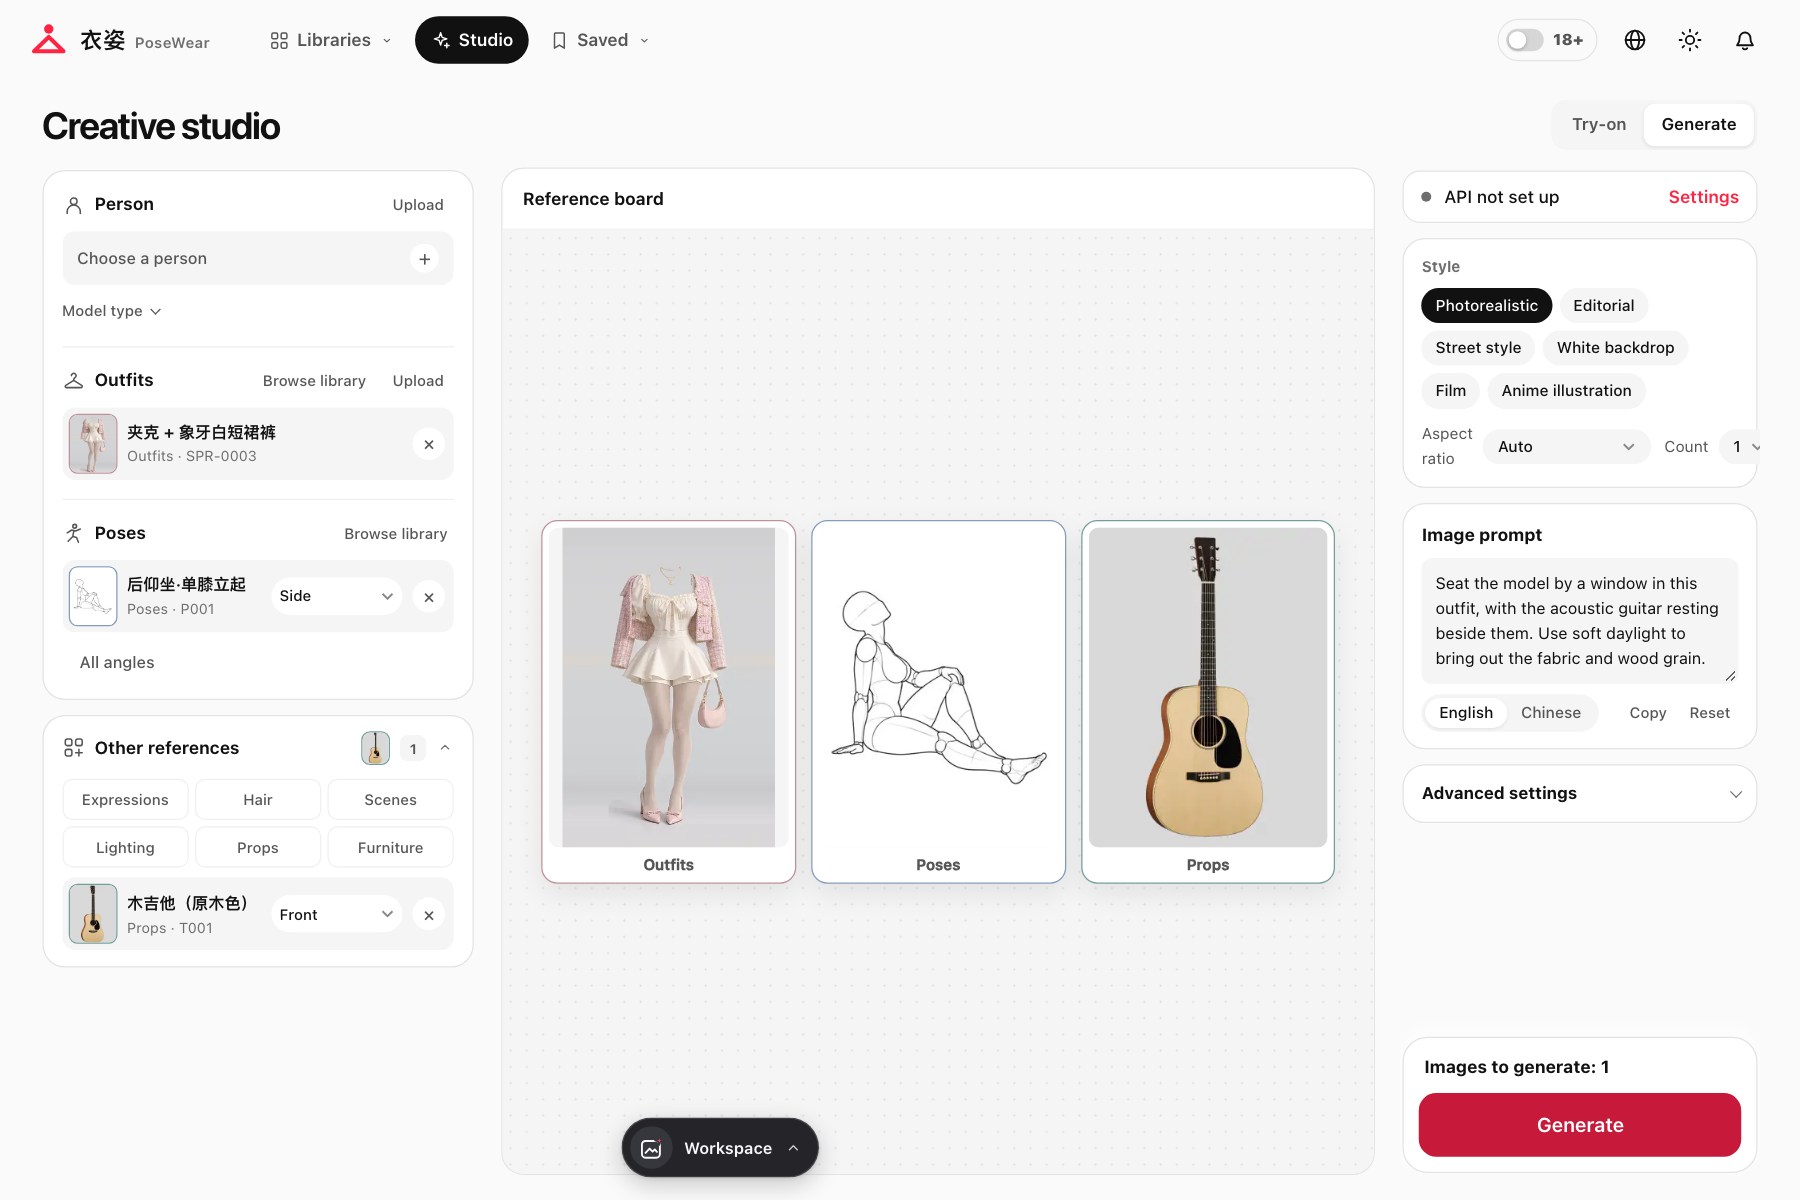 衣姿 PoseWear
Libraries
Studio
Saved
18+
Creative studio
Try-on
Generate
Person
Upload
Choose a person
Model type
Outfits
Browse library
Upload
夹克 + 象牙白短裙裤
Outfits · SPR-0003
Poses
Browse library
后仰坐·单膝立起
Poses · P001
Side
All angles
Other references
1
Expressions
Hair
Scenes
Lighting
Props
Furniture
木吉他（原木色）
Props · T001
Front
Reference board
Outfits
Poses
Props
Workspace
API not set up
Settings
Style
Photorealistic
Editorial
Street style
White backdrop
Film
Anime illustration
Aspect
ratio
Auto
Count
1
Image prompt
Seat the model by a window in this
outfit, with the acoustic guitar resting
beside them. Use soft daylight to
bring out the fabric and wood grain.
English
Chinese
Copy
Reset
Advanced settings
Images to generate: 1
Generate